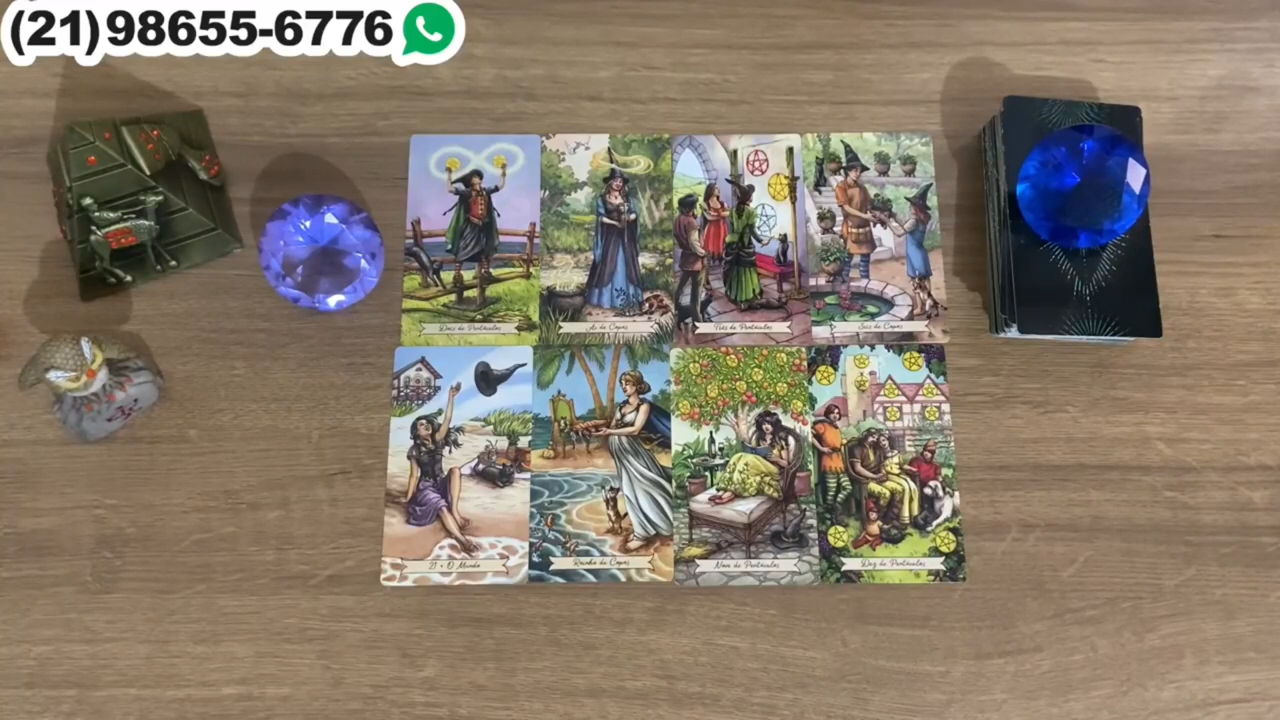 (21)98655-6776
Dois de Pentáculos
Ás de Copas
Três de Pentáculos
Seis de Copas
21 • O Mundo
Rainha de Copas
Nove de Pentáculos
Dez de Pentáculos